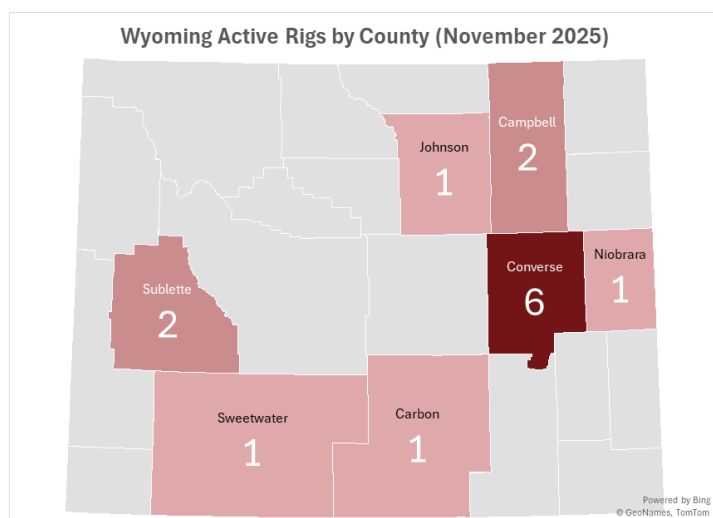 Wyoming Active Rigs by County (November 2025)
Campbell
2
Johnson
1
Niobrara
1
Converse
6
Sublette
2
Sweetwater
1
Carbon
1
Powered by Bing
© GeoNames, TomTom